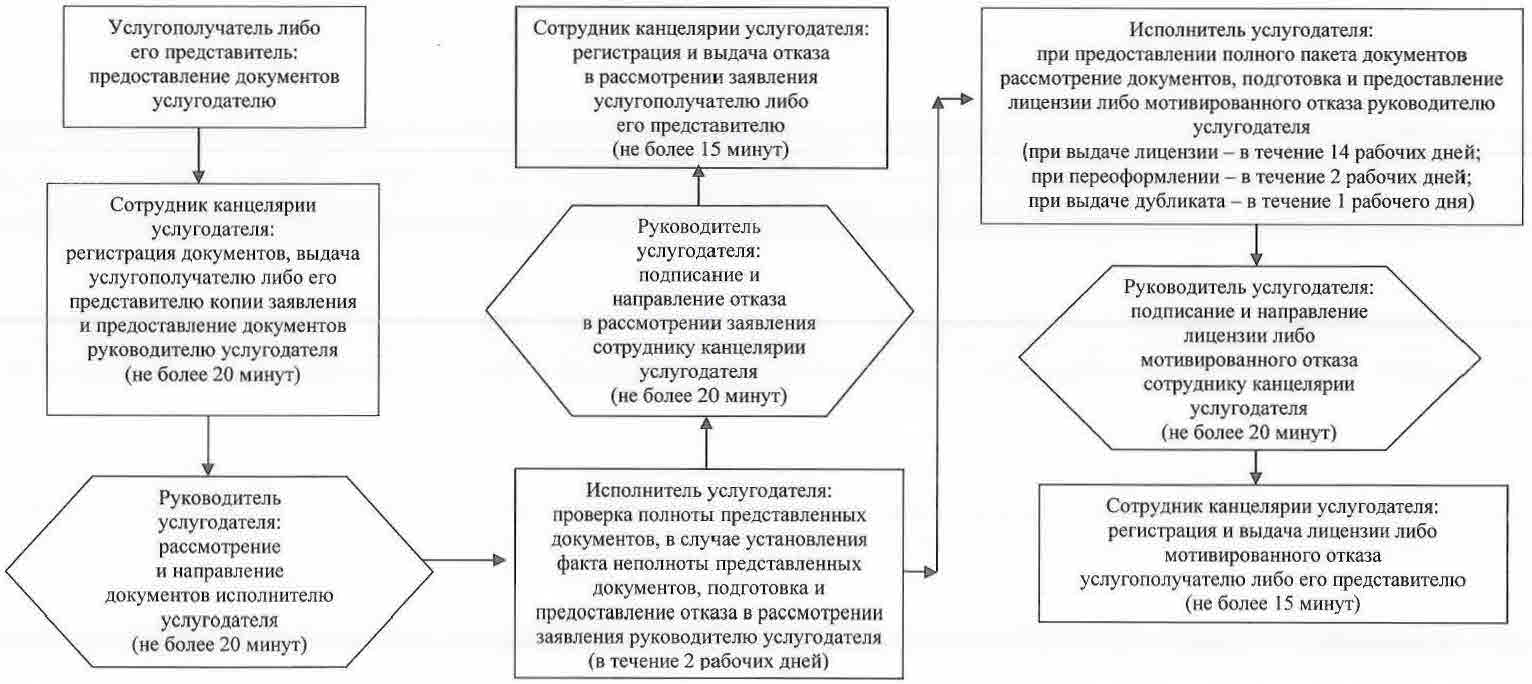 Услугополучатель либо
его представитель:
предоставление документов
услугодателю
Сотрудник канцелярии
услугодателя:
регистрация документов, выдача
услугополучателю либо его
представителю копии заявления
и предоставление документов
руководителю услугодателя
(не более 20 минут)
Руководитель
услугодателя:
рассмотрение
и направление
документов исполнителю
услугодателя
(не более 20 минут)
Исполнитель услугодателя:
проверка полноты представленных
документов, в случае установления
факта неполноты представленных
документов, подготовка и
предоставление отказа в рассмотрении
заявления руководителю услугодателя
(в течение 2 рабочих дней)
Руководитель
услугодателя:
подписание и
направление отказа
в рассмотрении заявления
сотруднику канцелярии
услугодателя
(не более 20 минут)
Сотрудник канцелярии услугодателя:
регистрация и выдача отказа
в рассмотрении заявления
услугополучателю либо
его представителю
(не более 15 минут)
Исполнитель услугодателя:
при предоставлении полного пакета документов
рассмотрение документов, подготовка и предоставление
лицензии либо мотивированного отказа руководителю
услугодателя
(при выдаче лицензии – в течение 14 рабочих дней;
при переоформлении – в течение 2 рабочих дней;
при выдаче дубликата – в течение 1 рабочего дня)
Руководитель услугодателя:
подписание и направление
лицензии либо
мотивированного отказа
сотруднику канцелярии
услугодателя
(не более 20 минут)
Сотрудник канцелярии услугодателя:
регистрация и выдача лицензии либо
мотивированного отказа
услугополучателю либо его представителю
(не более 15 минут)